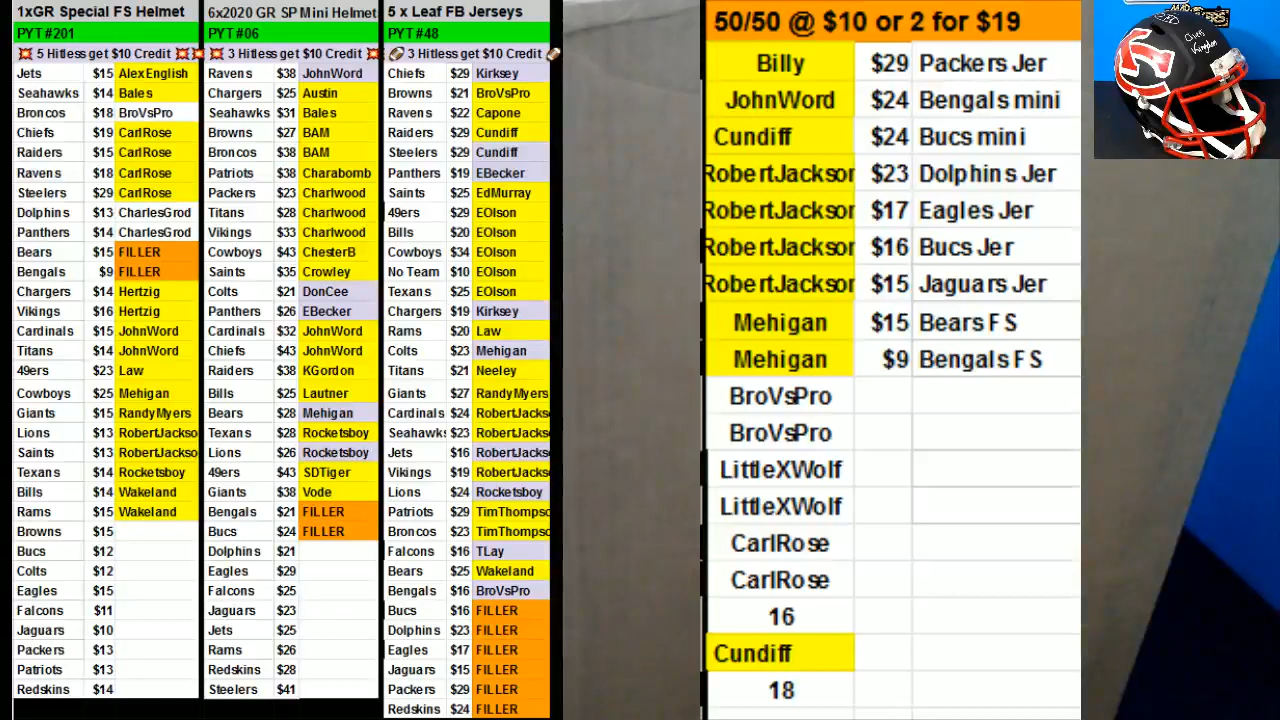 1xGR Special FS Helmet
PYT #201
5 Hitless get $10 Credit
Jets $15 AlexEnglish
Seahawks $14 Bales
Broncos $18 BroVsPro
Chiefs $19 CarlRose
Raiders $15 CarlRose
Ravens $18 CarlRose
Steelers $29 CarlRose
Dolphins $13 CharlesGrod
Panthers $14 CharlesGrod
Bears $15 FILLER
Bengals $9 FILLER
Chargers $14 Hertzig
Vikings $16 Hertzig
Cardinals $15 JohnWord
Titans $14 JohnWord
49ers $23 Law
Cowboys $25 Mehigan
Giants $15 RandyMyers
Lions $13 RobertJackso
Saints $13 RobertJackso
Texans $14 Rocketsboy
Bills $14 Wakeland
Rams $15 Wakeland
Browns $15
Bucs $12
Colts $12
Eagles $15
Falcons $11
Jaguars $10
Packers $13
Patriots $13
Redskins $14
6x2020 GR SP Mini Helmet
PYT #06
3 Hitless get $10 Credit
Ravens $38 JohnWord
Chargers $25 Austin
Seahawks $31 Bales
Browns $27 BAM
Broncos $38 BAM
Patriots $38 Charabomb
Packers $23 Charlwood
Titans $28 Charlwood
Vikings $33 Charlwood
Cowboys $43 ChesterB
Saints $35 Crowley
Colts $21 DonCee
Panthers $26 EBecker
Cardinals $32 JohnWord
Chiefs $43 JohnWord
Raiders $38 KGordon
Bills $25 Lautner
Bears $28 Mehigan
Texans $28 Rocketsboy
Lions $26 Rocketsboy
49ers $43 SDTiger
Giants $38 Vode
Bengals $21 FILLER
Bucs $24 FILLER
Dolphins $21
Eagles $29
Falcons $25
Jaguars $23
Jets $25
Rams $26
Redskins $28
Steelers $41
5 x Leaf FB Jerseys
PYT #48
3 Hitless get $10 Credit
Chiefs $29 Kirksey
Browns $21 BroVsPro
Ravens $22 Capone
Raiders $29 Cundiff
Steelers $29 Cundiff
Panthers $19 EBecker
Saints $25 EdMurray
49ers $29 EOlson
Bills $20 EOlson
Cowboys $34 EOlson
No Team $10 EOlson
Texans $25 EOlson
Chargers $19 Kirksey
Rams $20 Law
Colts $23 Mehigan
Titans $21 Neeley
Giants $27 RandyMyers
Cardinals $24 RobertJacks
Seahawks $23 RobertJacks
Jets $16 RobertJacks
Vikings $19 RobertJacks
Lions $24 Rocketsboy
Patriots $29 TimThompso
Broncos $23 TimThompso
Falcons $16 TLay
Bears $25 Wakeland
Bengals $16 BroVsPro
Bucs $16 FILLER
Dolphins $23 FILLER
Eagles $17 FILLER
Jaguars $15 FILLER
Packers $29 FILLER
Redskins $24 FILLER
50/50 @ $10 or 2 for $19
Billy $29 Packers Jer
JohnWord $24 Bengals mini
Cundiff $24 Bucs mini
RobertJackson $23 Dolphins Jer
RobertJackson $17 Eagles Jer
RobertJackson $16 Bucs Jer
RobertJackson $15 Jaguars Jer
Mehigan $15 Bears FS
Mehigan $9 Bengals FS
BroVsPro
BroVsPro
LittleXWolf
LittleXWolf
CarlRose
CarlRose
16
Cundiff
18